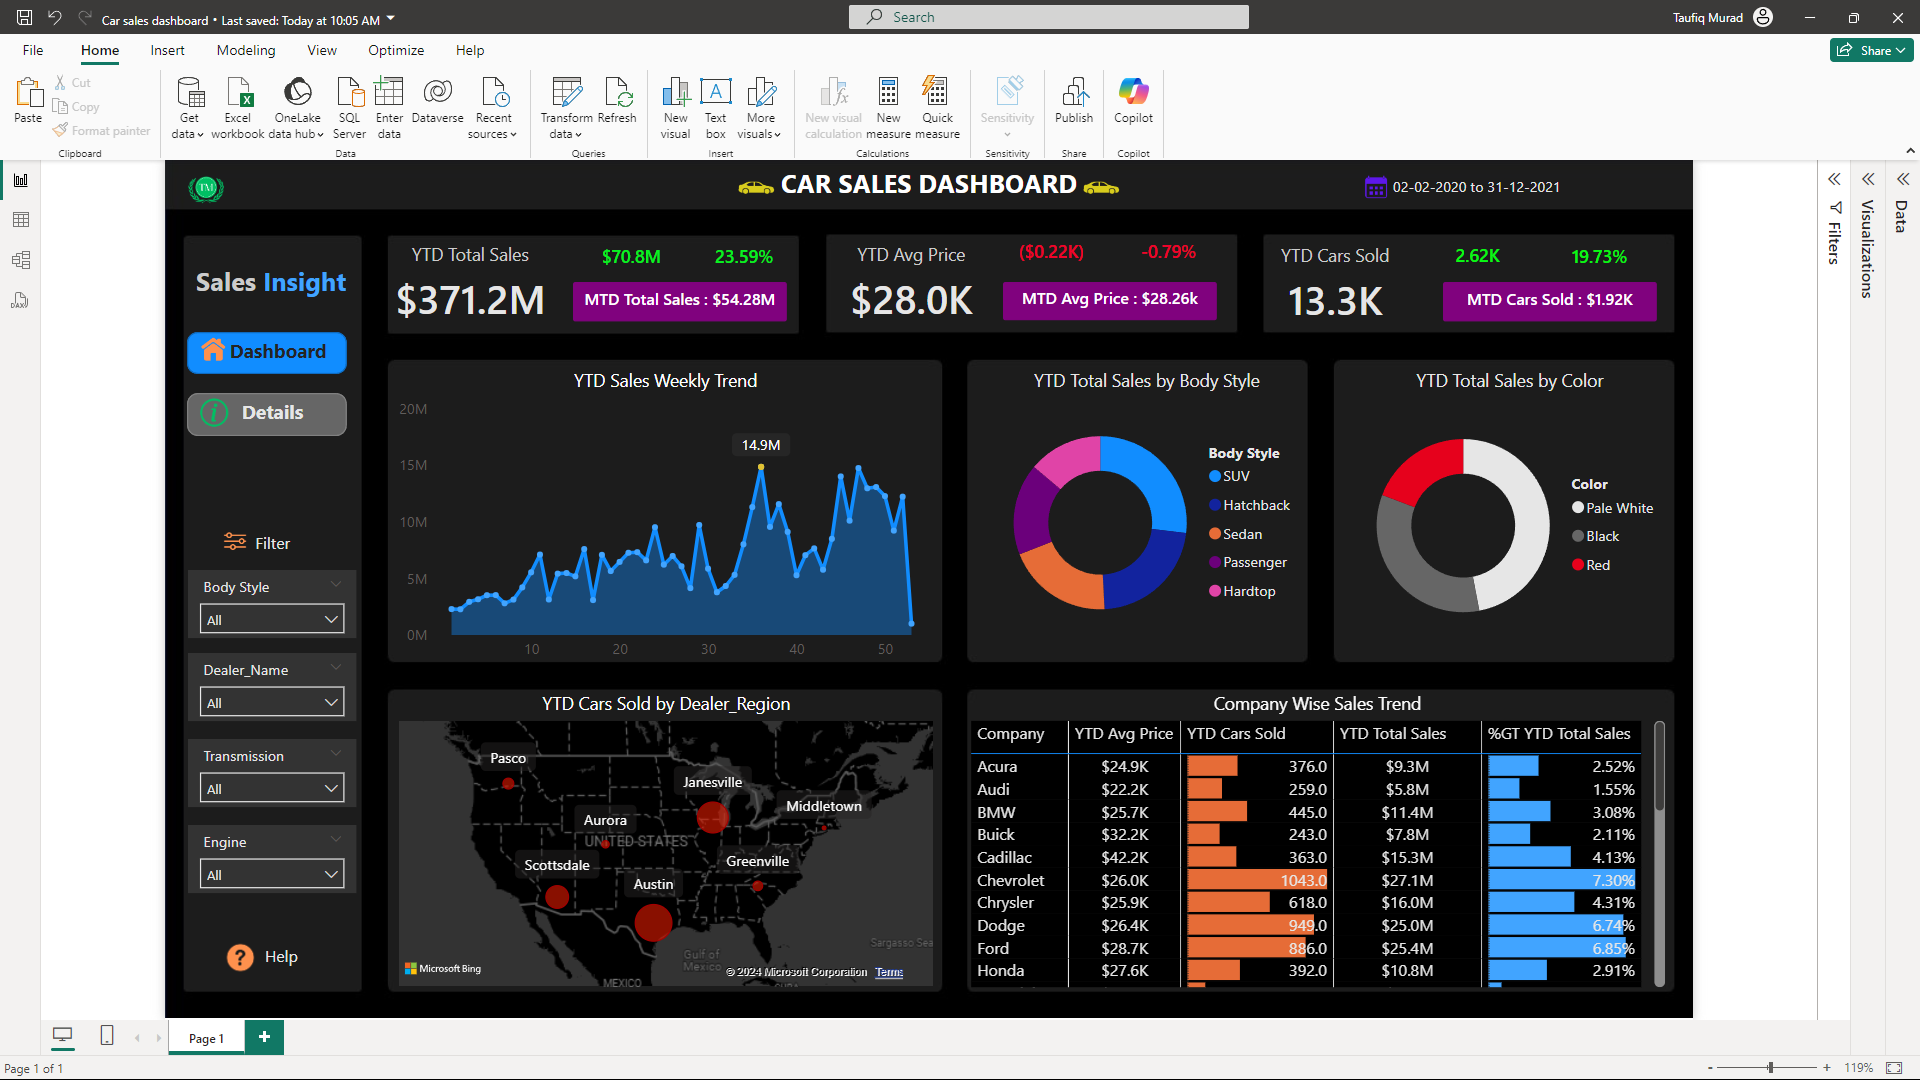 Car sales dashboard • Last saved: Today at 10:05 AM
Search
Taufiq Murad
File
Home
Insert
Modeling
View
Optimize
Help
Share
Paste
Cut
Copy
Format painter
Clipboard
Get data
Excel workbook
OneLake data hub
SQL Server
Enter data
Dataverse
Recent sources
Data
Transform data
Refresh
Queries
New visual
Text box
More visuals
Insert
New visual calculation
New measure
Quick measure
Calculations
Sensitivity
Sensitivity
Publish
Share
Copilot
Copilot
TM
CAR SALES DASHBOARD
02-02-2020 to 31-12-2021
Filters
Visualizations
Data
Sales Insight
Dashboard
Details
Filter
Body Style
All
Dealer_Name
All
Transmission
All
Engine
All
Help
YTD Total Sales
$70.8M
23.59%
$371.2M
MTD Total Sales : $54.28M
YTD Avg Price
($0.22K)
-0.79%
$28.0K
MTD Avg Price : $28.26k
YTD Cars Sold
2.62K
19.73%
13.3K
MTD Cars Sold : $1.92K
YTD Sales Weekly Trend
20M
15M
10M
5M
0M
14.9M
10
20
30
40
50
YTD Total Sales by Body Style
Body Style
SUV
Hatchback
Sedan
Passenger
Hardtop
YTD Total Sales by Color
Color
Pale White
Black
Red
YTD Cars Sold by Dealer_Region
Pasco
Janesville
Middletown
Aurora
UNITED STATES
Scottsdale
Greenville
Austin
Sargasso Sea
Gulf of
Mexico
MEXICO
CUBA
Microsoft Bing
© 2024 Microsoft Corporation Terms
Company Wise Sales Trend
Company YTD Avg Price YTD Cars Sold YTD Total Sales %GT YTD Total Sales
Acura $24.9K 376.0 $9.3M 2.52%
Audi $22.2K 259.0 $5.8M 1.55%
BMW $25.7K 445.0 $11.4M 3.08%
Buick $32.2K 243.0 $7.8M 2.11%
Cadillac $42.2K 363.0 $15.3M 4.13%
Chevrolet $26.0K 1043.0 $27.1M 7.30%
Chrysler $25.9K 618.0 $16.0M 4.31%
Dodge $26.4K 949.0 $25.0M 6.74%
Ford $28.7K 886.0 $25.4M 6.85%
Honda $27.6K 392.0 $10.8M 2.91%
Page 1
Page 1 of 1
119%